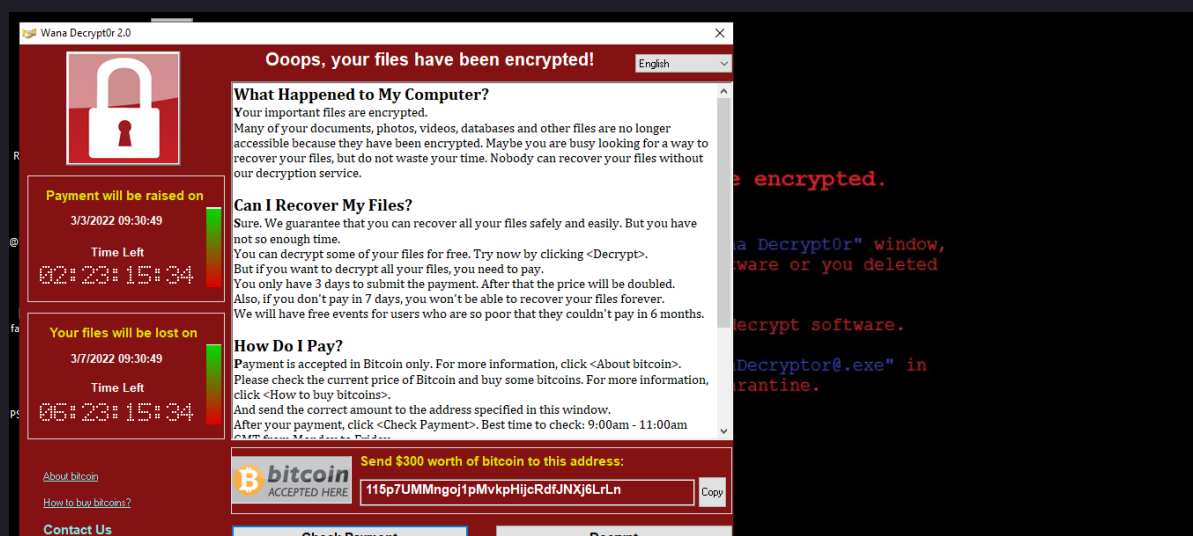 Wana Decrypt0r 2.0
Ooops, your files have been encrypted!
English
What Happened to My Computer?
Your important files are encrypted.
Many of your documents, photos, videos, databases and other files are no longer
accessible because they have been encrypted. Maybe you are busy looking for a way to
recover your files, but do not waste your time. Nobody can recover your files without
our decryption service.
Can I Recover My Files?
Sure. We guarantee that you can recover all your files safely and easily. But you have
not so enough time.
You can decrypt some of your files for free. Try now by clicking <Decrypt>.
But if you want to decrypt all your files, you need to pay.
You only have 3 days to submit the payment. After that the price will be doubled.
Also, if you don't pay in 7 days, you won't be able to recover your files forever.
We will have free events for users who are so poor that they couldn't pay in 6 months.
How Do I Pay?
Payment is accepted in Bitcoin only. For more information, click <About bitcoin>.
Please check the current price of Bitcoin and buy some bitcoins. For more information,
click <How to buy bitcoins>.
And send the correct amount to the address specified in this window.
After your payment, click <Check Payment>. Best time to check: 9:00am - 11:00am
GMT from Monday to Friday.
Payment will be raised on
3/3/2022 09:30:49
Time Left
02:23:15:34
Your files will be lost on
3/7/2022 09:30:49
Time Left
06:23:15:34
About bitcoin
How to buy bitcoins?
Contact Us
bitcoin
ACCEPTED HERE
Send $300 worth of bitcoin to this address:
115p7UMMngoj1pMvkpHijcRdfJNXj6LrLn
Copy
Check Payment
Decrypt
R
@
fa
PS
e encrypted.
na Decrypt0r" window,
tware or you deleted
decrypt software.
aDecryptor@.exe" in
rantine.